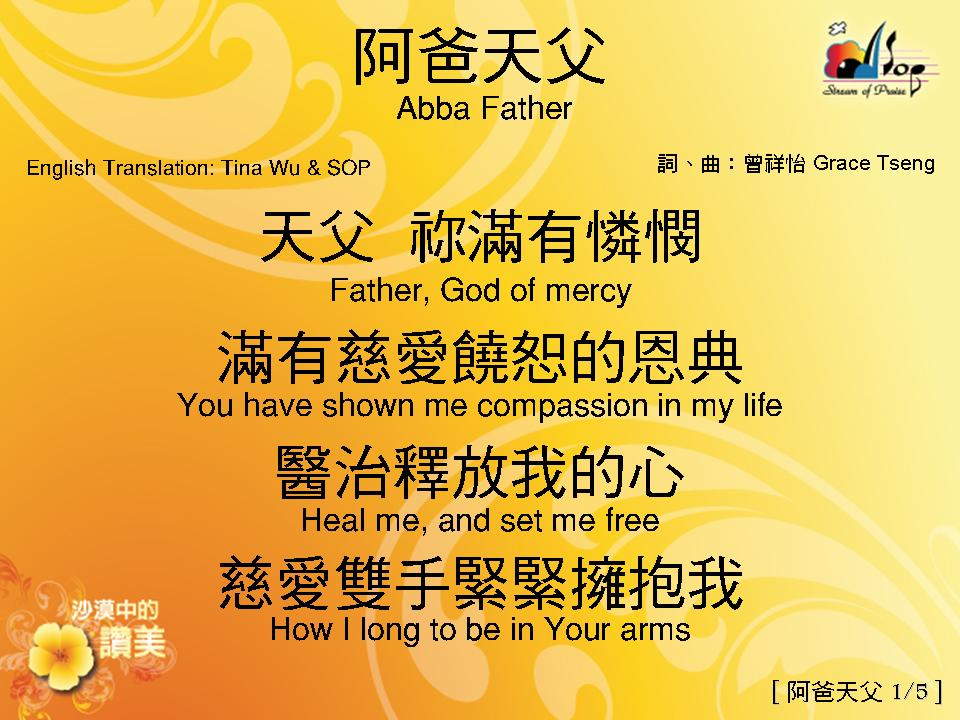 阿爸天父
Abba Father
Sop
Stream of Praise
English Translation: Tina Wu & SOP
詞、曲：曾祥怡 Grace Tseng
天父 祢滿有憐憫
Father, God of mercy
滿有慈愛饒恕的恩典
You have shown me compassion in my life
醫治釋放我的心
Heal me, and set me free
慈愛雙手緊緊擁抱我
How I long to be in Your arms
沙漠中的
讚美
[ 阿爸天父 1/5 ]